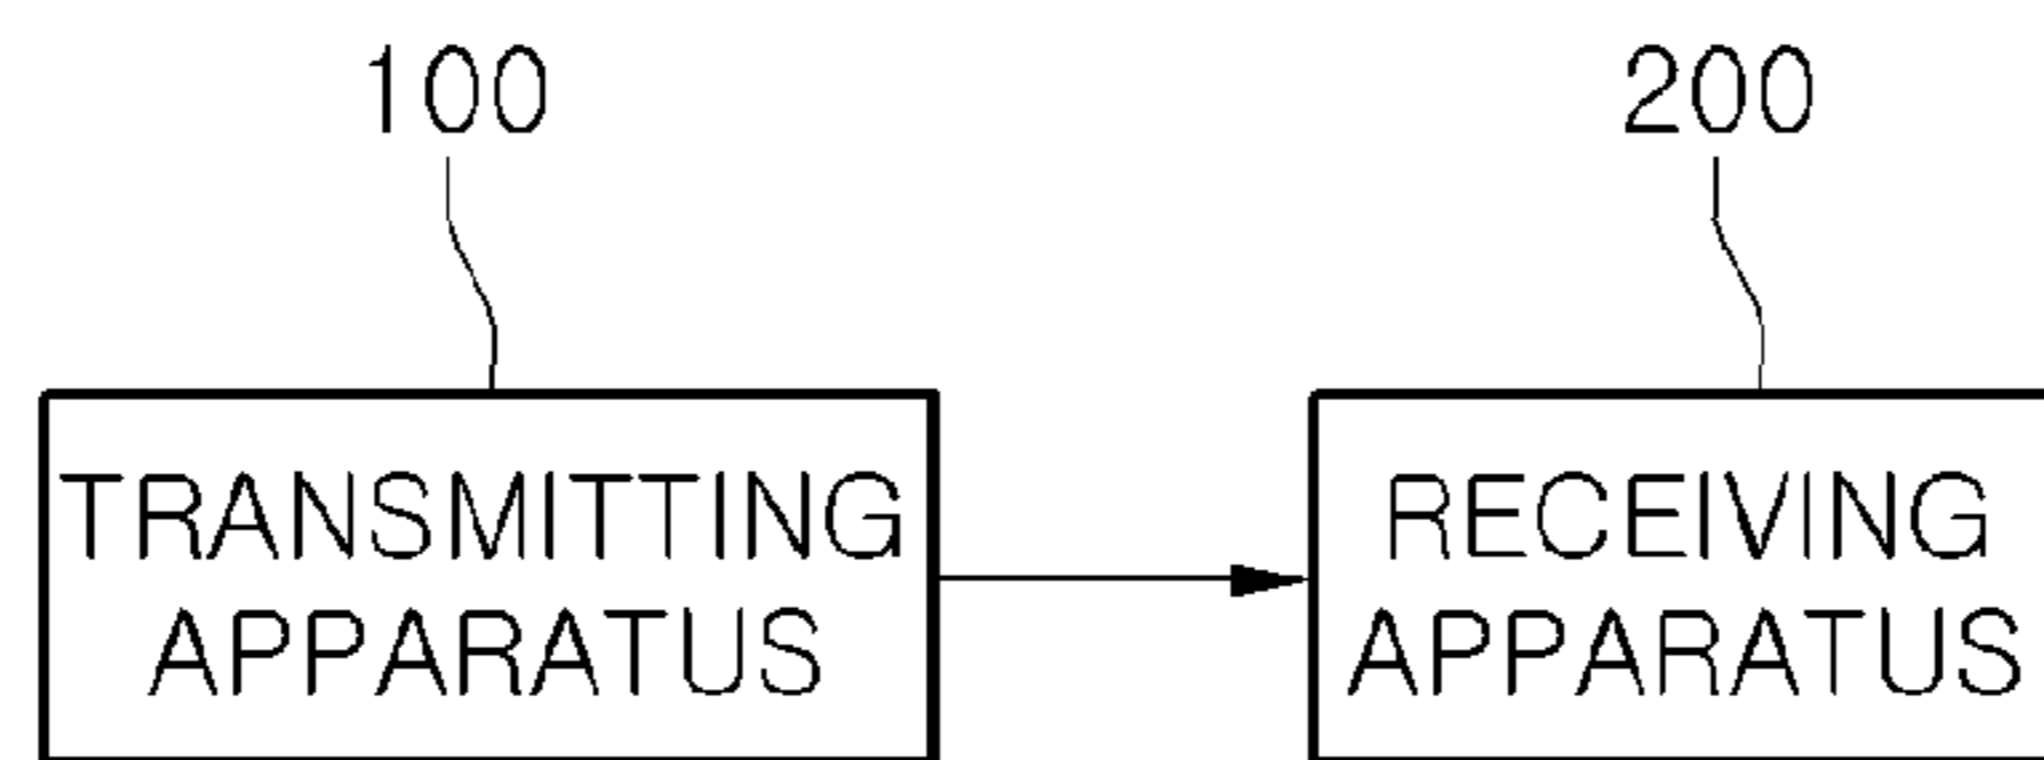 100
200
TRANSMITTING
APPARATUS
RECEIVING
APPARATUS